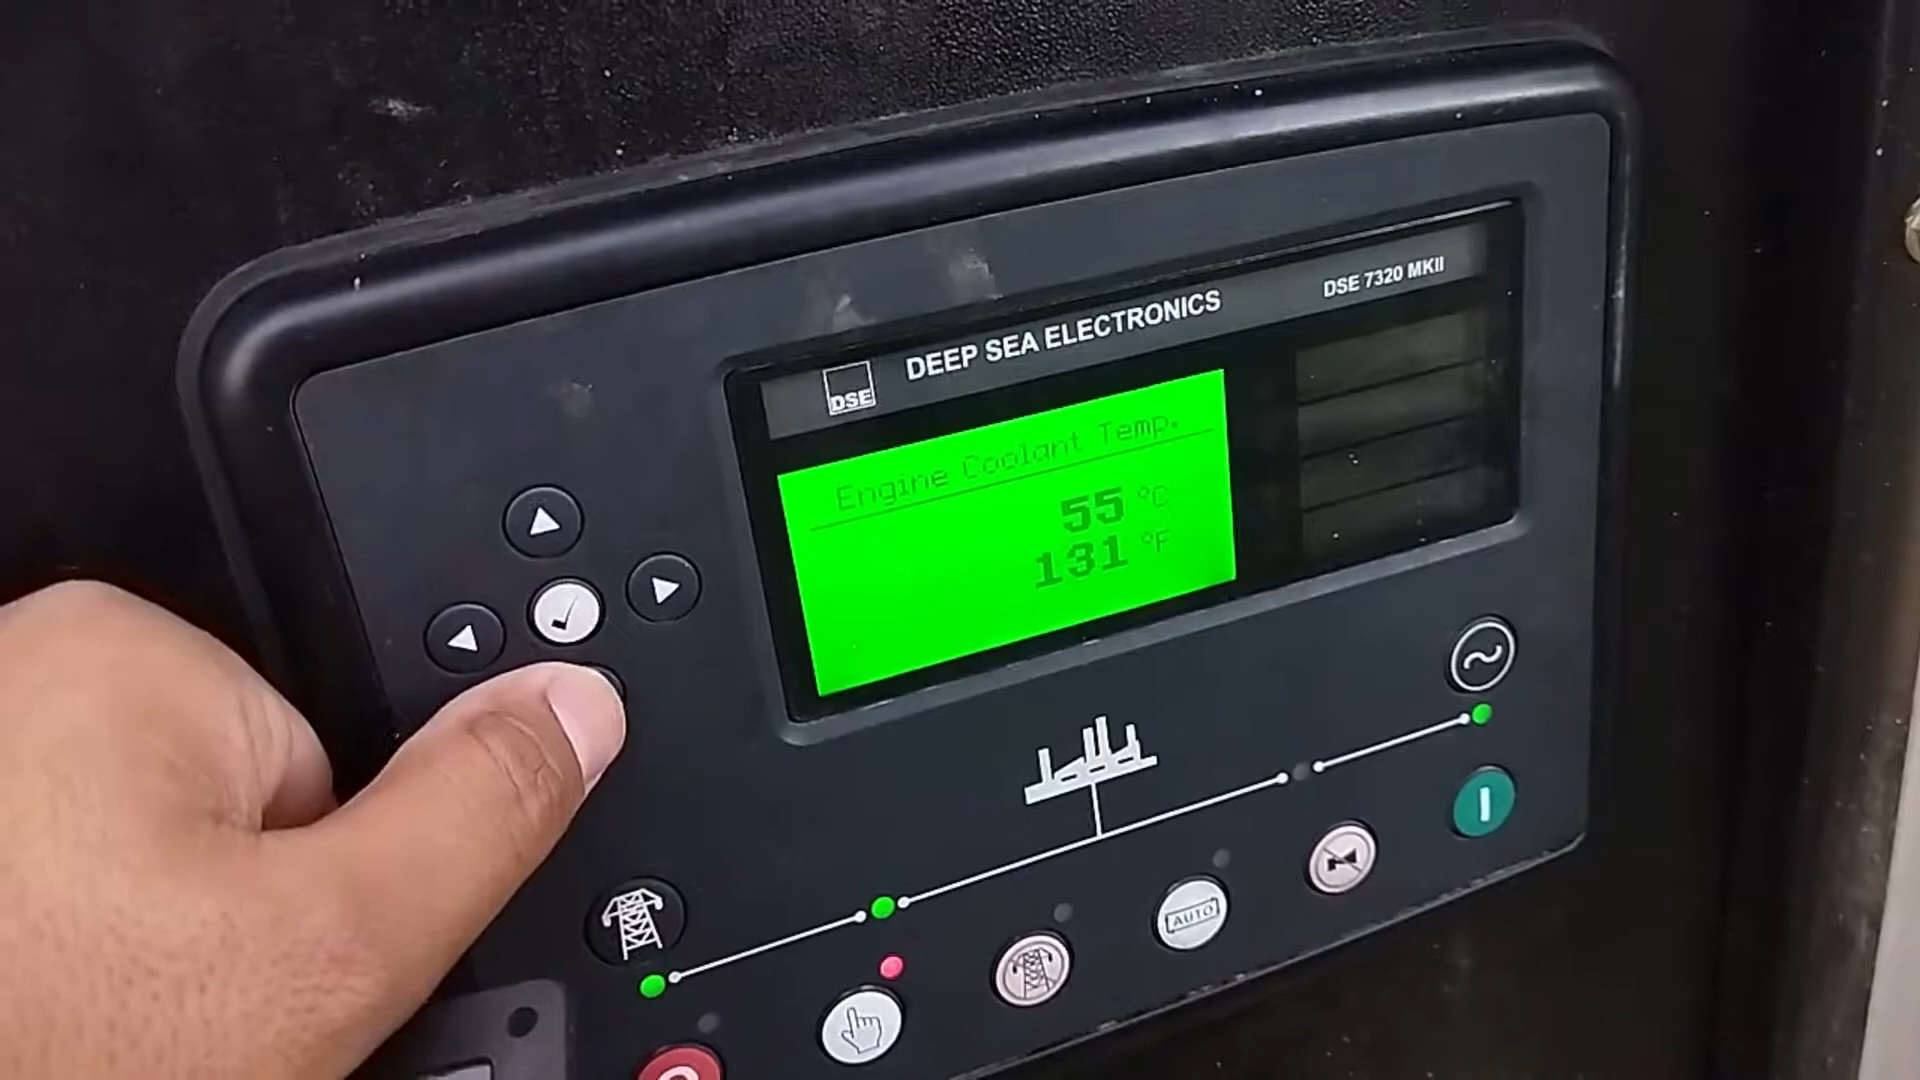 DSE 7320 MKII
DEEP SEA ELECTRONICS
DSE
Engine Coolant Temp.
55 °C
131 °F
AUTO